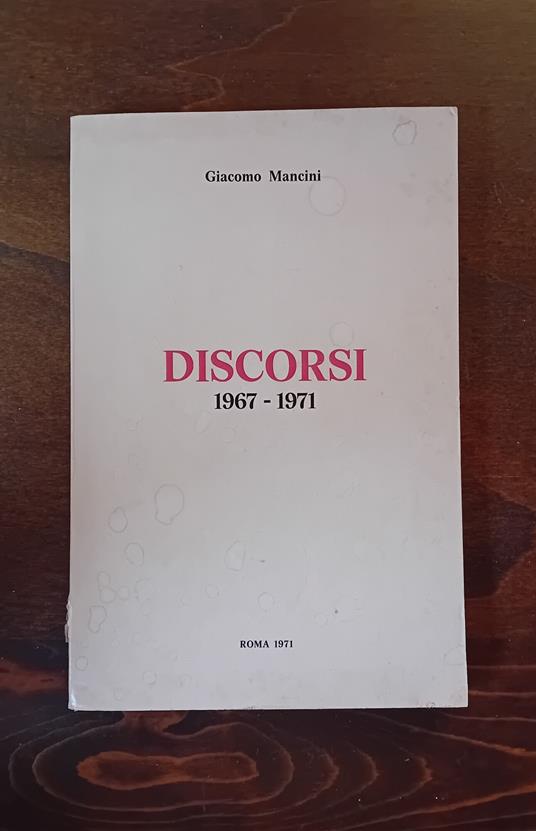 Giacomo Mancini
DISCORSI
1967 - 1971
ROMA 1971